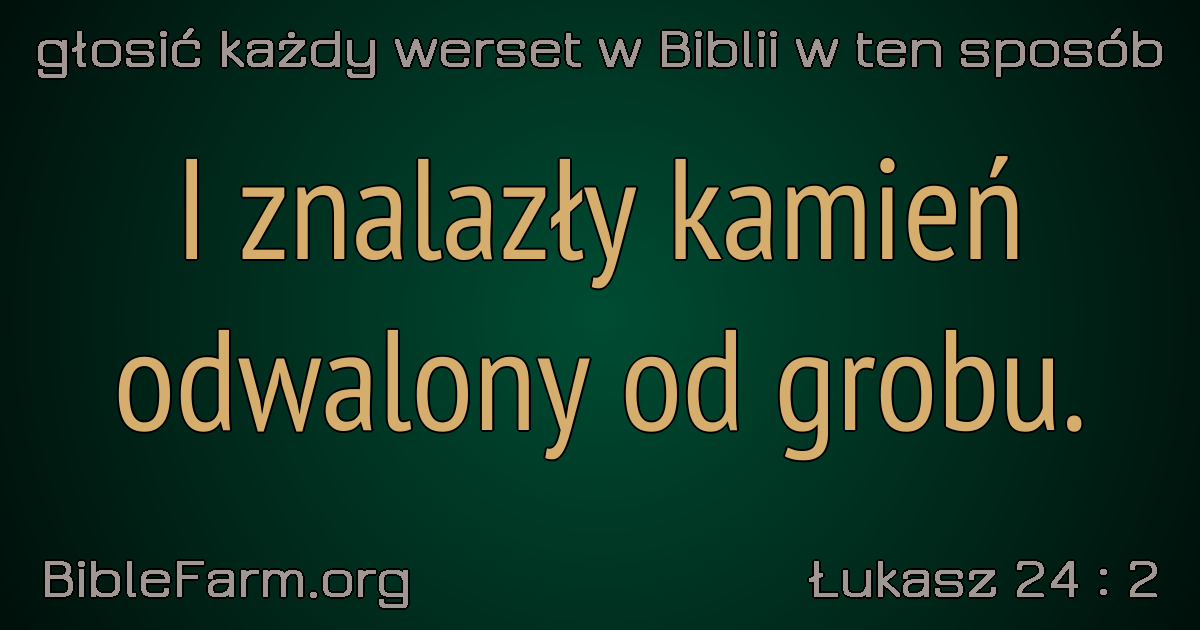 głosić każdy werset w Biblii w ten sposób
I znalazły kamień
odwalony od grobu.
BibleFarm.org
Łukasz 24 : 2